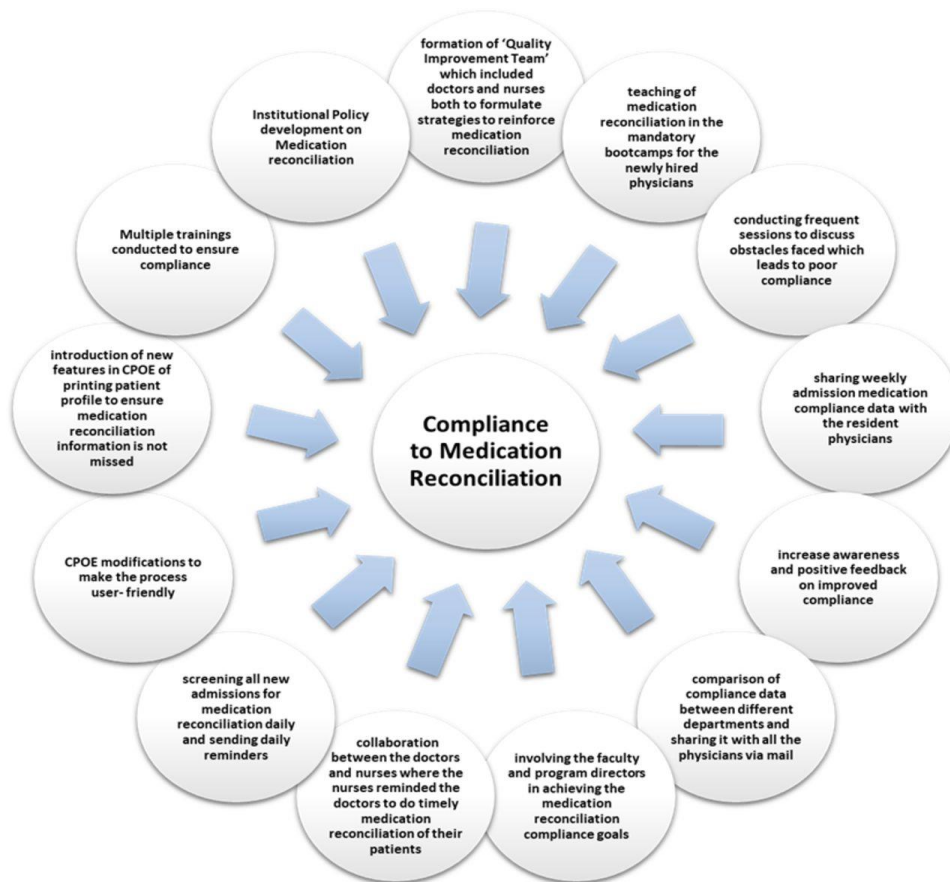 formation of ‘Quality
Improvement Team’
which included
doctors and nurses
both to formulate
strategies to reinforce
medication
reconciliation
teaching of
medication
reconciliation in the
mandatory
bootcamps for the
newly hired
physicians
conducting frequent
sessions to discuss
obstacles faced which
leads to poor
compliance
sharing weekly
admission medication
compliance data with
the resident
physicians
increase awareness
and positive feedback
on improved
compliance
comparison of
compliance data
between different
departments and
sharing it with all the
physicians via mail
involving the faculty
and program directors
in achieving the
medication
reconciliation
compliance goals
collaboration
between the doctors
and nurses where the
nurses reminded the
doctors to do timely
medication
reconciliation of their
patients
screening all new
admissions for
medication
reconciliation daily
and sending daily
reminders
CPOE modifications to
make the process
user- friendly
introduction of new
features in CPOE of
printing patient
profile to ensure
medication
reconciliation
information is not
missed
Multiple trainings
conducted to ensure
compliance
Institutional Policy
development on
Medication
reconciliation
Compliance
to Medication
Reconciliation